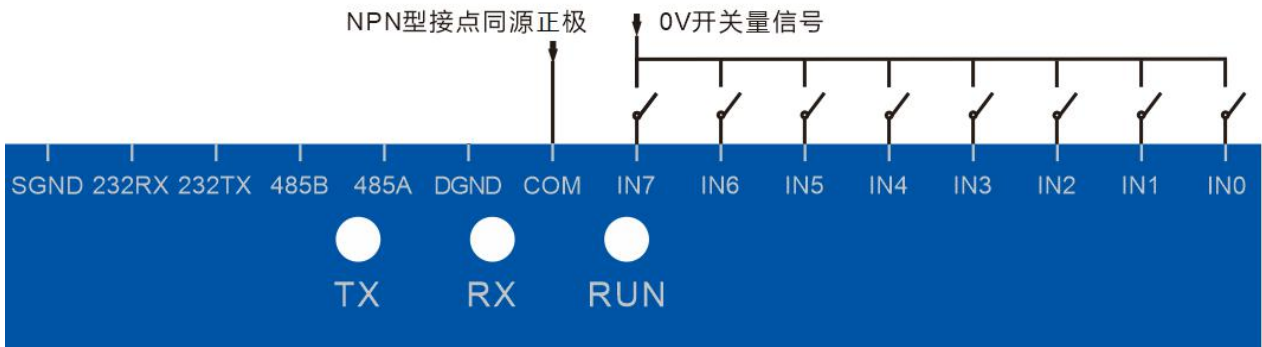 NPN型接点同源正极 0V开关量信号
SGND 232RX 232TX 485B 485A DGND COM IN7 IN6 IN5 IN4 IN3 IN2 IN1 IN0
TX RX RUN